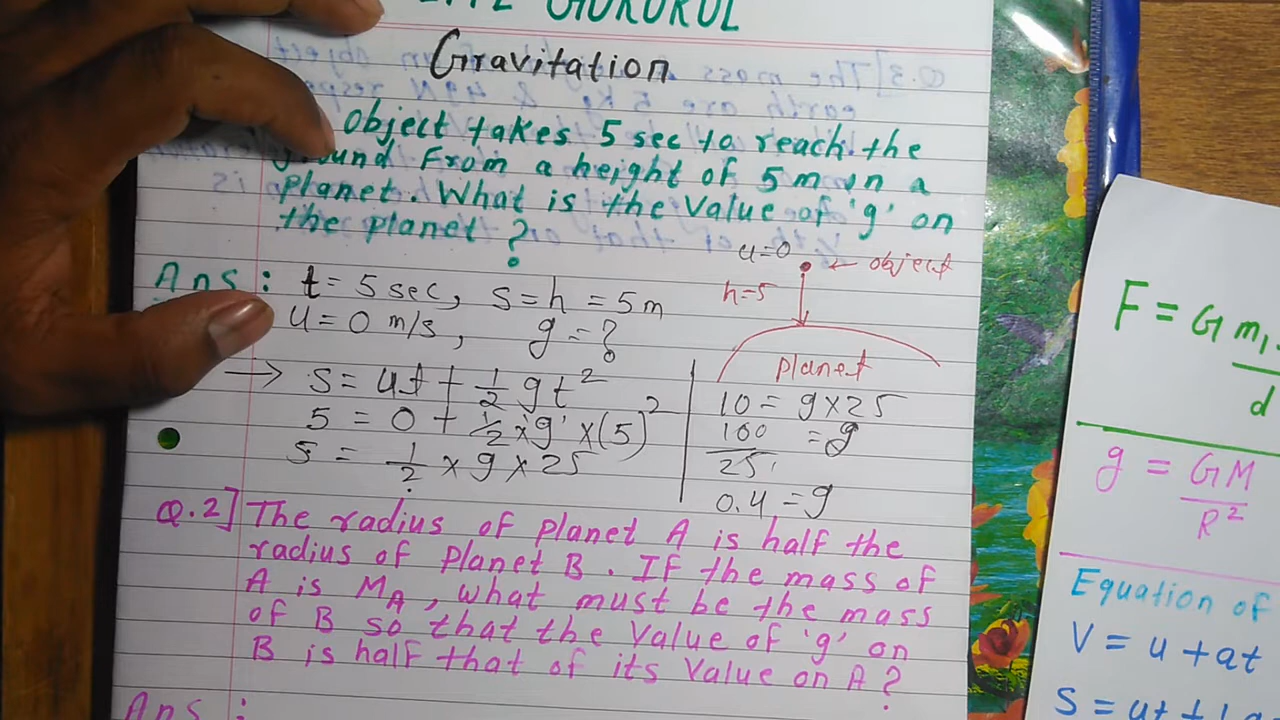 GURUKUL
Gravitation
object takes 5 sec to reach the
ground From a height of 5 m on a
planet. What is the Value of 'g' on
the planet ?
u=0
← object
h=5
planet
Ans : t = 5 sec, s = h = 5m
u = 0 m/s, g = ?
→ s = ut + 1/2 gt²
5 = 0 + 1/2 × 'g' × (5)²
5 = 1/2 × g × 25
10 = g × 25
100/25 = g
0.4 = g
Q.2] The radius of planet A is half the
radius of planet B. If the mass of
A is MA, what must be the mass
of B so that the Value of 'g' on
B is half that of its Value on A ?
Ans :
F = G m1
d
g = GM/R²
Equation of
V = u + at
S = ut +